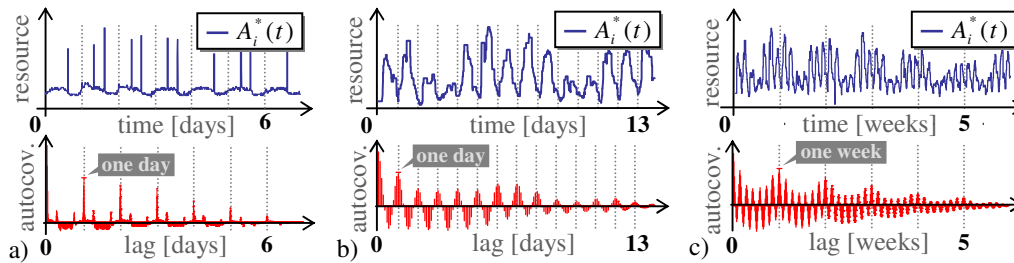 resource
A_i^*(t)
0 time [days] 6
autocov.
one day
0 lag [days] 6
a)
resource
A_i^*(t)
0 time [days] 13
autocov.
one day
0 lag [days] 13
b)
resource
A_i^*(t)
0 time [weeks] 5
autocov.
one week
0 lag [weeks] 5
c)